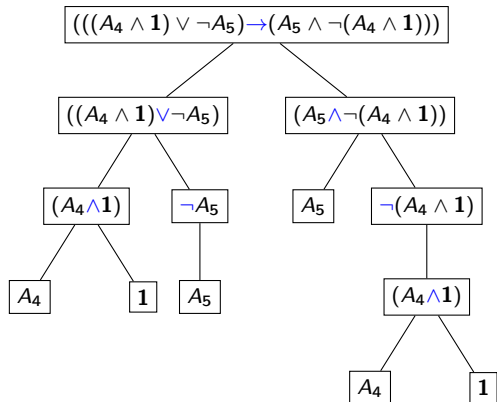 (((A₄ ∧ 1) ∨ ¬A₅)→(A₅ ∧ ¬(A₄ ∧ 1)))
((A₄ ∧ 1)∨¬A₅) (A₅∧¬(A₄ ∧ 1))
(A₄∧1) ¬A₅ A₅ ¬(A₄ ∧ 1)
A₄ 1 A₅ (A₄∧1)
A₄ 1